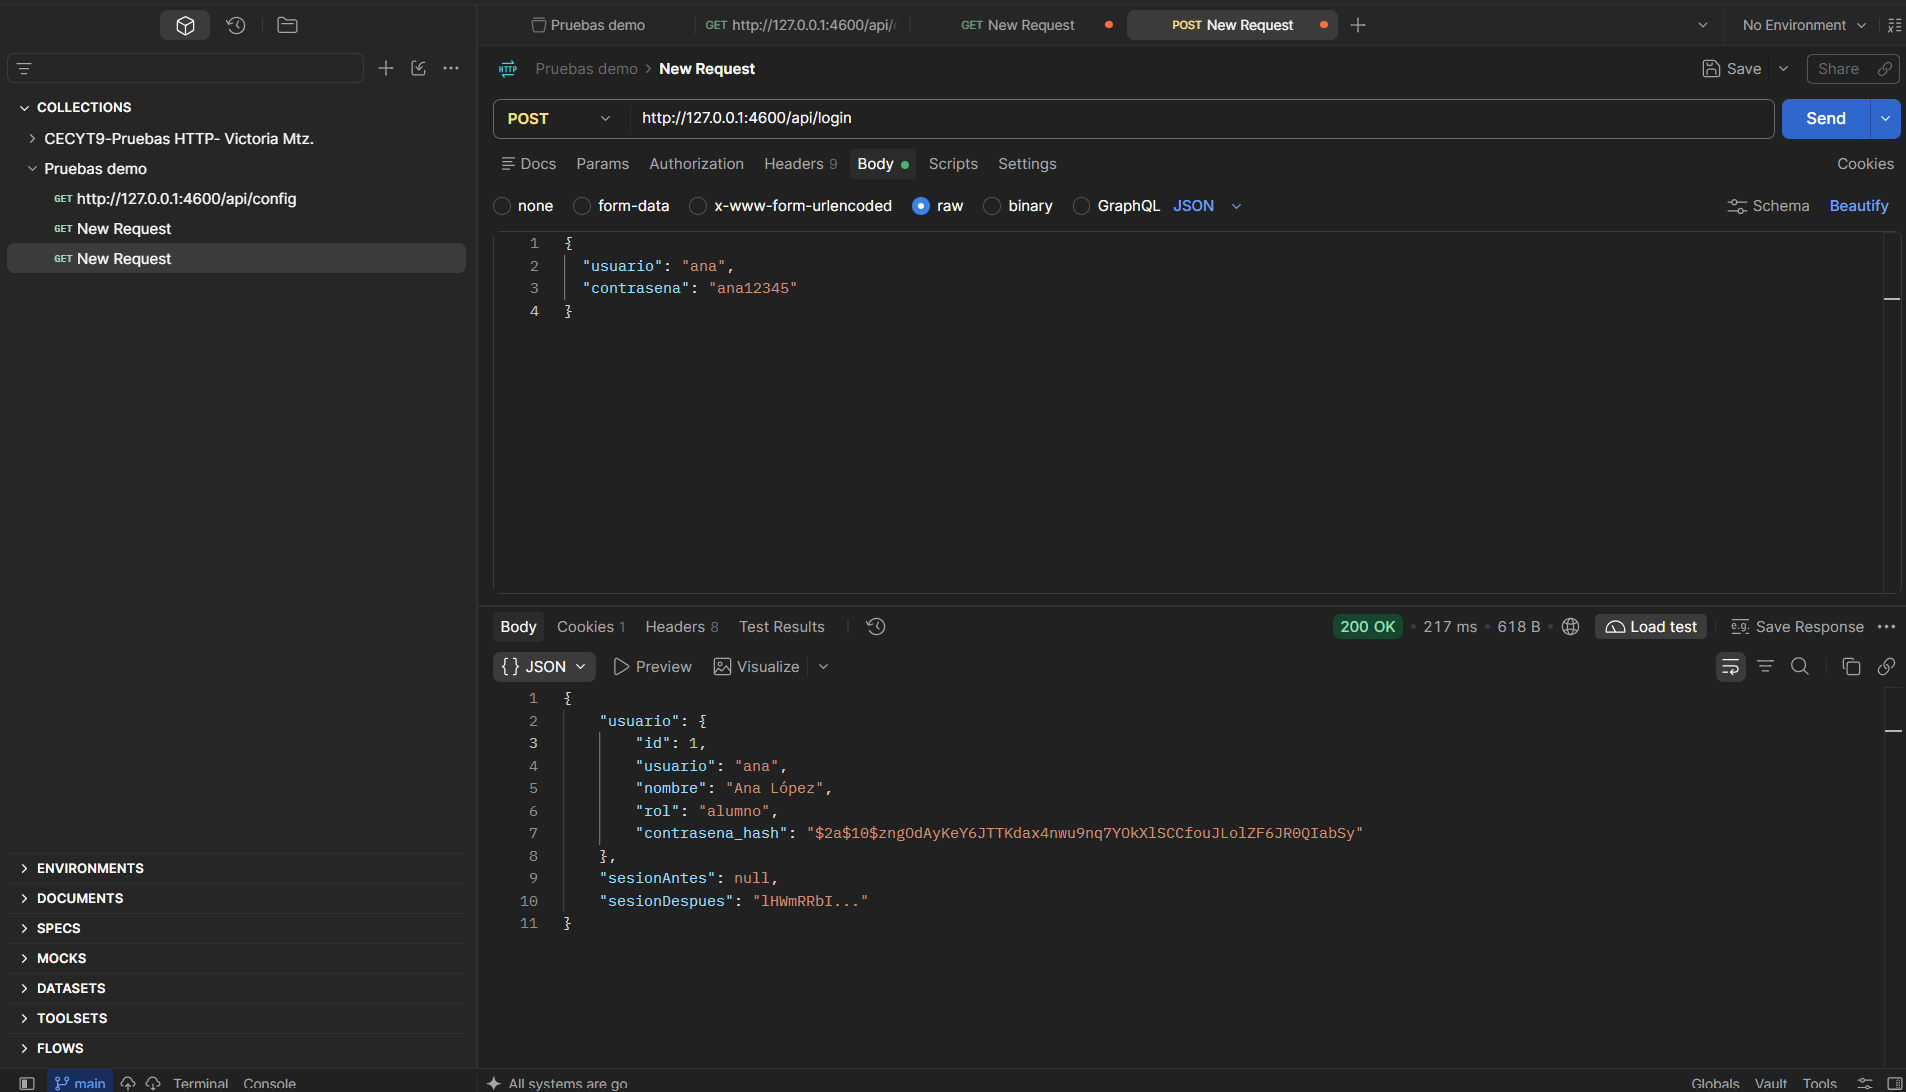 Pruebas demo
GET http://127.0.0.1:4600/api/
GET New Request
POST New Request
No Environment
COLLECTIONS
CECYT9-Pruebas HTTP- Victoria Mtz.
Pruebas demo
GET http://127.0.0.1:4600/api/config
GET New Request
GET New Request
ENVIRONMENTS
DOCUMENTS
SPECS
MOCKS
DATASETS
TOOLSETS
FLOWS
HTTP Pruebas demo > New Request
Save
Share
POST http://127.0.0.1:4600/api/login
Send
Docs Params Authorization Headers 9 Body Scripts Settings
Cookies
none form-data x-www-form-urlencoded raw binary GraphQL JSON
Schema Beautify
1 {
2 "usuario": "ana",
3 "contrasena": "ana12345"
4 }
Body Cookies 1 Headers 8 Test Results
200 OK • 217 ms • 618 B • Load test
e.g. Save Response
{} JSON Preview Visualize
1 {
2 "usuario": {
3 "id": 1,
4 "usuario": "ana",
5 "nombre": "Ana López",
6 "rol": "alumno",
7 "contrasena_hash": "$2a$10$zngOdAyKeY6JTTKdax4nwu9nq7YOkXlSCCfouJLolZF6JR0QIabSy"
8 },
9 "sesionAntes": null,
10 "sesionDespues": "lHWmRRbI..."
11 }
main Terminal Console
All systems are go
Globals Vault Tools